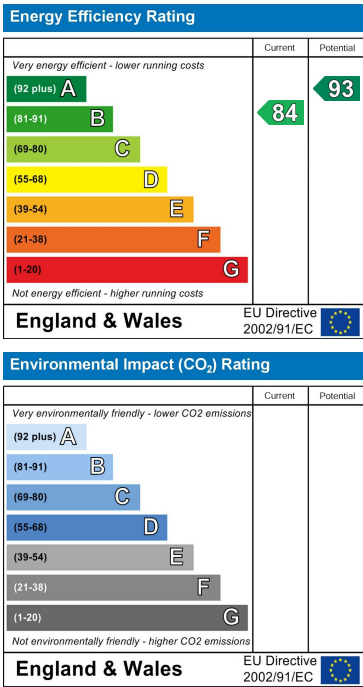 Energy Efficiency Rating
Current Potential
Very energy efficient - lower running costs
(92 plus) A
(81-91) B
(69-80) C
(55-68) D
(39-54) E
(21-38) F
(1-20) G
84
93
Not energy efficient - higher running costs
England & Wales
EU Directive
2002/91/EC
Environmental Impact (CO₂) Rating
Current Potential
Very environmentally friendly - lower CO2 emissions
(92 plus) A
(81-91) B
(69-80) C
(55-68) D
(39-54) E
(21-38) F
(1-20) G
Not environmentally friendly - higher CO2 emissions
England & Wales
EU Directive
2002/91/EC